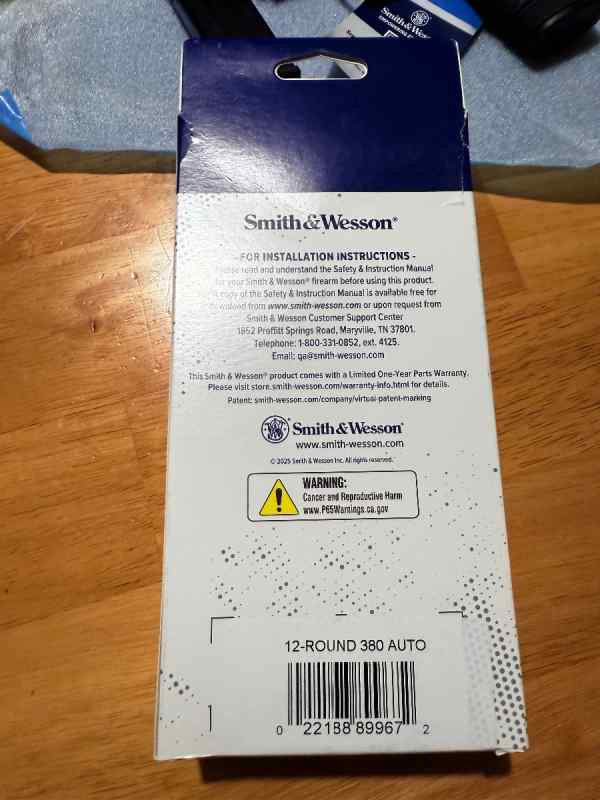 Smith & Wesson
EMPOWERING
Smith & Wesson®
- FOR INSTALLATION INSTRUCTIONS -
Please read and understand the Safety & Instruction Manual
for your Smith & Wesson® firearm before using this product.
A copy of the Safety & Instruction Manual is available free for
download from www.smith-wesson.com or upon request from
Smith & Wesson Customer Support Center
1852 Proffitt Springs Road, Maryville, TN 37801.
Telephone: 1-800-331-0852, ext. 4125.
Email: qa@smith-wesson.com
This Smith & Wesson® product comes with a Limited One-Year Parts Warranty.
Please visit store.smith-wesson.com/warranty-info.html for details.
Patent: smith-wesson.com/company/virtual-patent-marking
Smith & Wesson®
www.smith-wesson.com
© 2025 Smith & Wesson Inc. All rights reserved.
WARNING:
Cancer and Reproductive Harm
www.P65Warnings.ca.gov
12-ROUND 380 AUTO
0 22188 89967 2